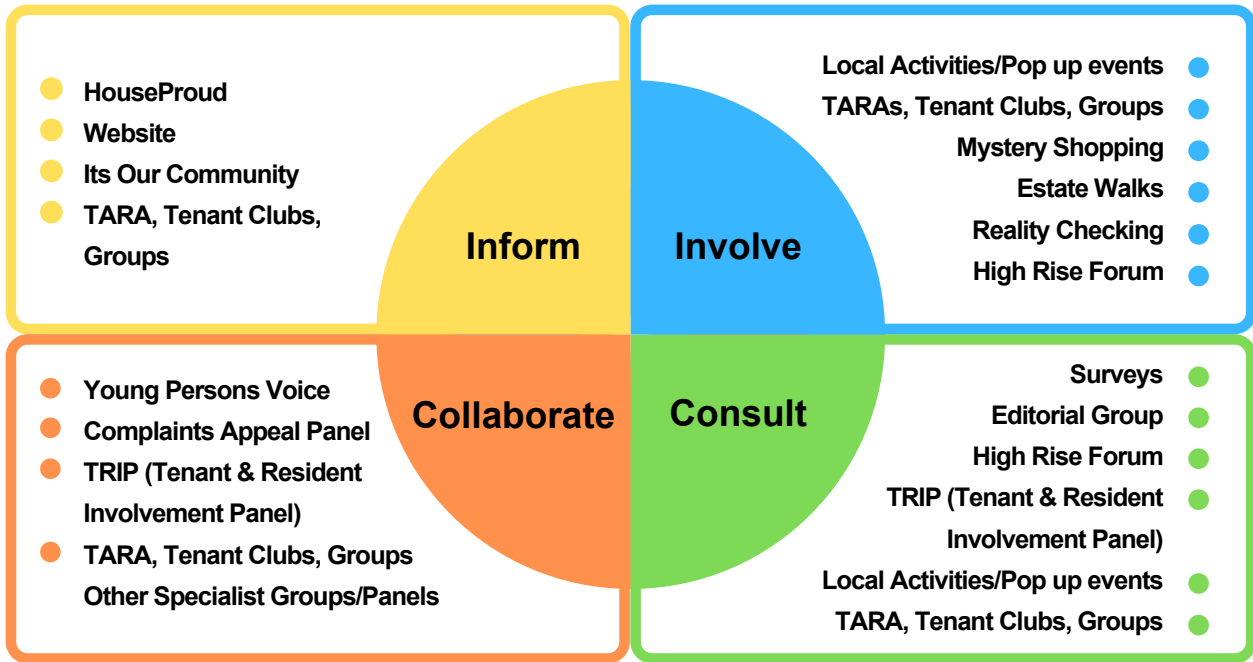 HouseProud
Website
Its Our Community
TARA, Tenant Clubs,
Groups
Inform
Local Activities/Pop up events
TARAs, Tenant Clubs, Groups
Mystery Shopping
Estate Walks
Reality Checking
High Rise Forum
Involve
Young Persons Voice
Complaints Appeal Panel
TRIP (Tenant & Resident
Involvement Panel)
TARA, Tenant Clubs, Groups
Other Specialist Groups/Panels
Collaborate
Consult
Surveys
Editorial Group
High Rise Forum
TRIP (Tenant & Resident
Involvement Panel)
Local Activities/Pop up events
TARA, Tenant Clubs, Groups